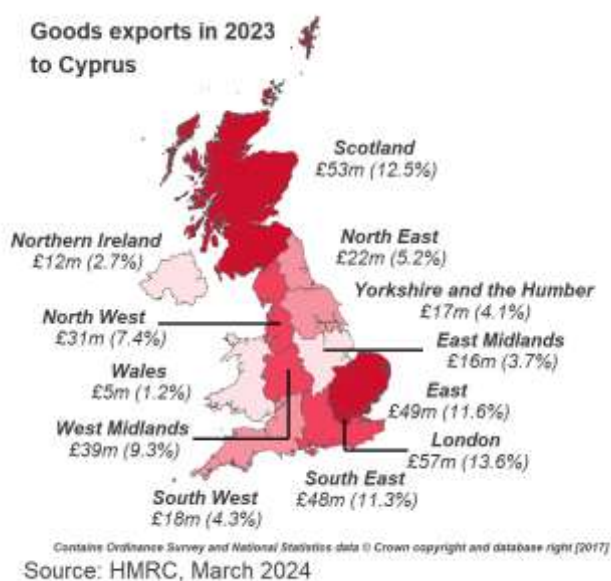 Goods exports in 2023
to Cyprus
Scotland
£53m (12.5%)
Northern Ireland
£12m (2.7%)
North East
£22m (5.2%)
Yorkshire and the Humber
£17m (4.1%)
North West
£31m (7.4%)
East Midlands
£16m (3.7%)
Wales
£5m (1.2%)
East
£49m (11.6%)
West Midlands
£39m (9.3%)
London
£57m (13.6%)
South East
£48m (11.3%)
South West
£18m (4.3%)
Contains Ordinance Survey and National Statistics data © Crown copyright and database right [2017]
Source: HMRC, March 2024